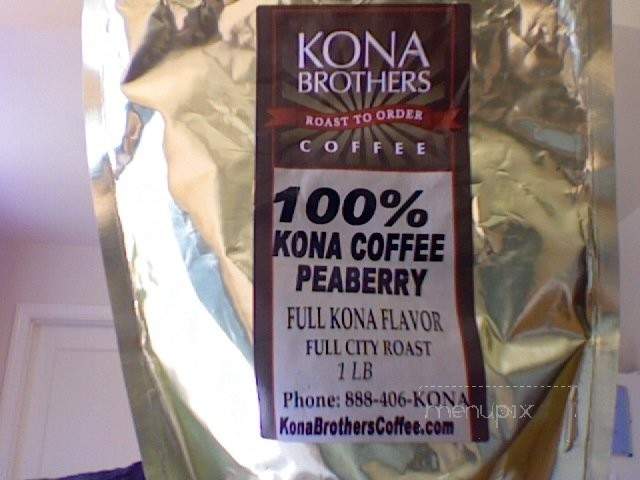 KONA
BROTHERS
ROAST TO ORDER
COFFEE
100%
KONA COFFEE
PEABERRY
FULL KONA FLAVOR
FULL CITY ROAST
1 LB
Phone: 888-406-KONA
menupix
KonaBrothersCoffee.com